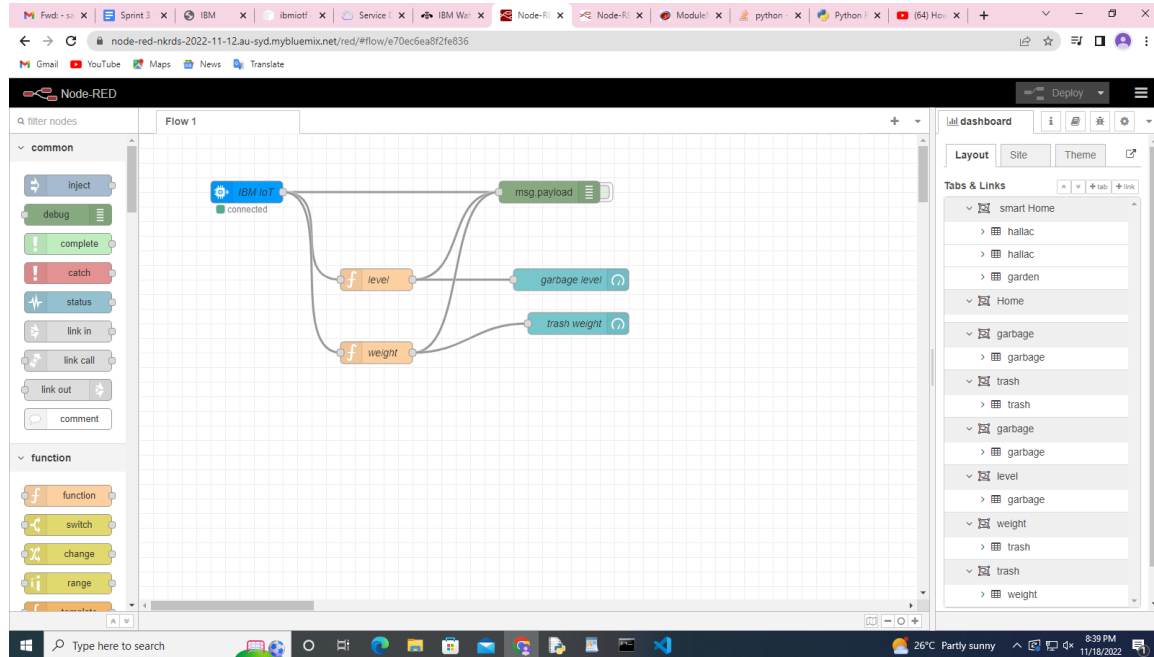 Fwd: - sa
Sprint 3
IBM
ibmiotf
Service D
IBM Wat
Node-RE
Node-RE
Module
python -
Python F
(64) How
node-red-nkrds-2022-11-12.au-syd.mybluemix.net/red/#flow/e70ec6ea8f2fe836
Gmail
YouTube
Maps
News
Translate
Node-RED
Deploy
filter nodes
Flow 1
dashboard
common
inject
debug
complete
catch
status
link in
link call
link out
comment
function
function
switch
change
range
template
IBM IoT
connected
msg.payload
level
garbage level
trash weight
weight
Layout
Site
Theme
Tabs & Links
+ tab
+ link
smart Home
hallac
hallac
garden
Home
garbage
garbage
trash
trash
garbage
garbage
level
garbage
weight
trash
trash
weight
Type here to search
26°C Partly sunny
8:39 PM
11/18/2022